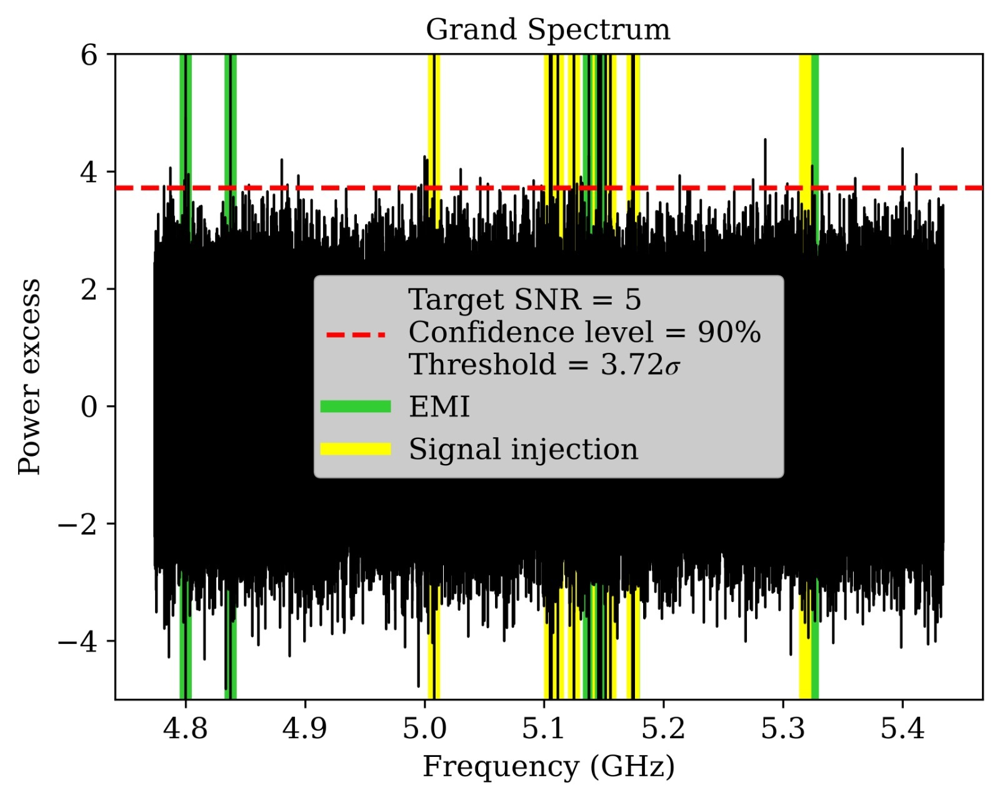 Grand Spectrum
6
4
2
0
−2
−4
Power excess
Target SNR = 5
Confidence level = 90%
Threshold = 3.72σ
EMI
Signal injection
4.8 4.9 5.0 5.1 5.2 5.3 5.4
Frequency (GHz)